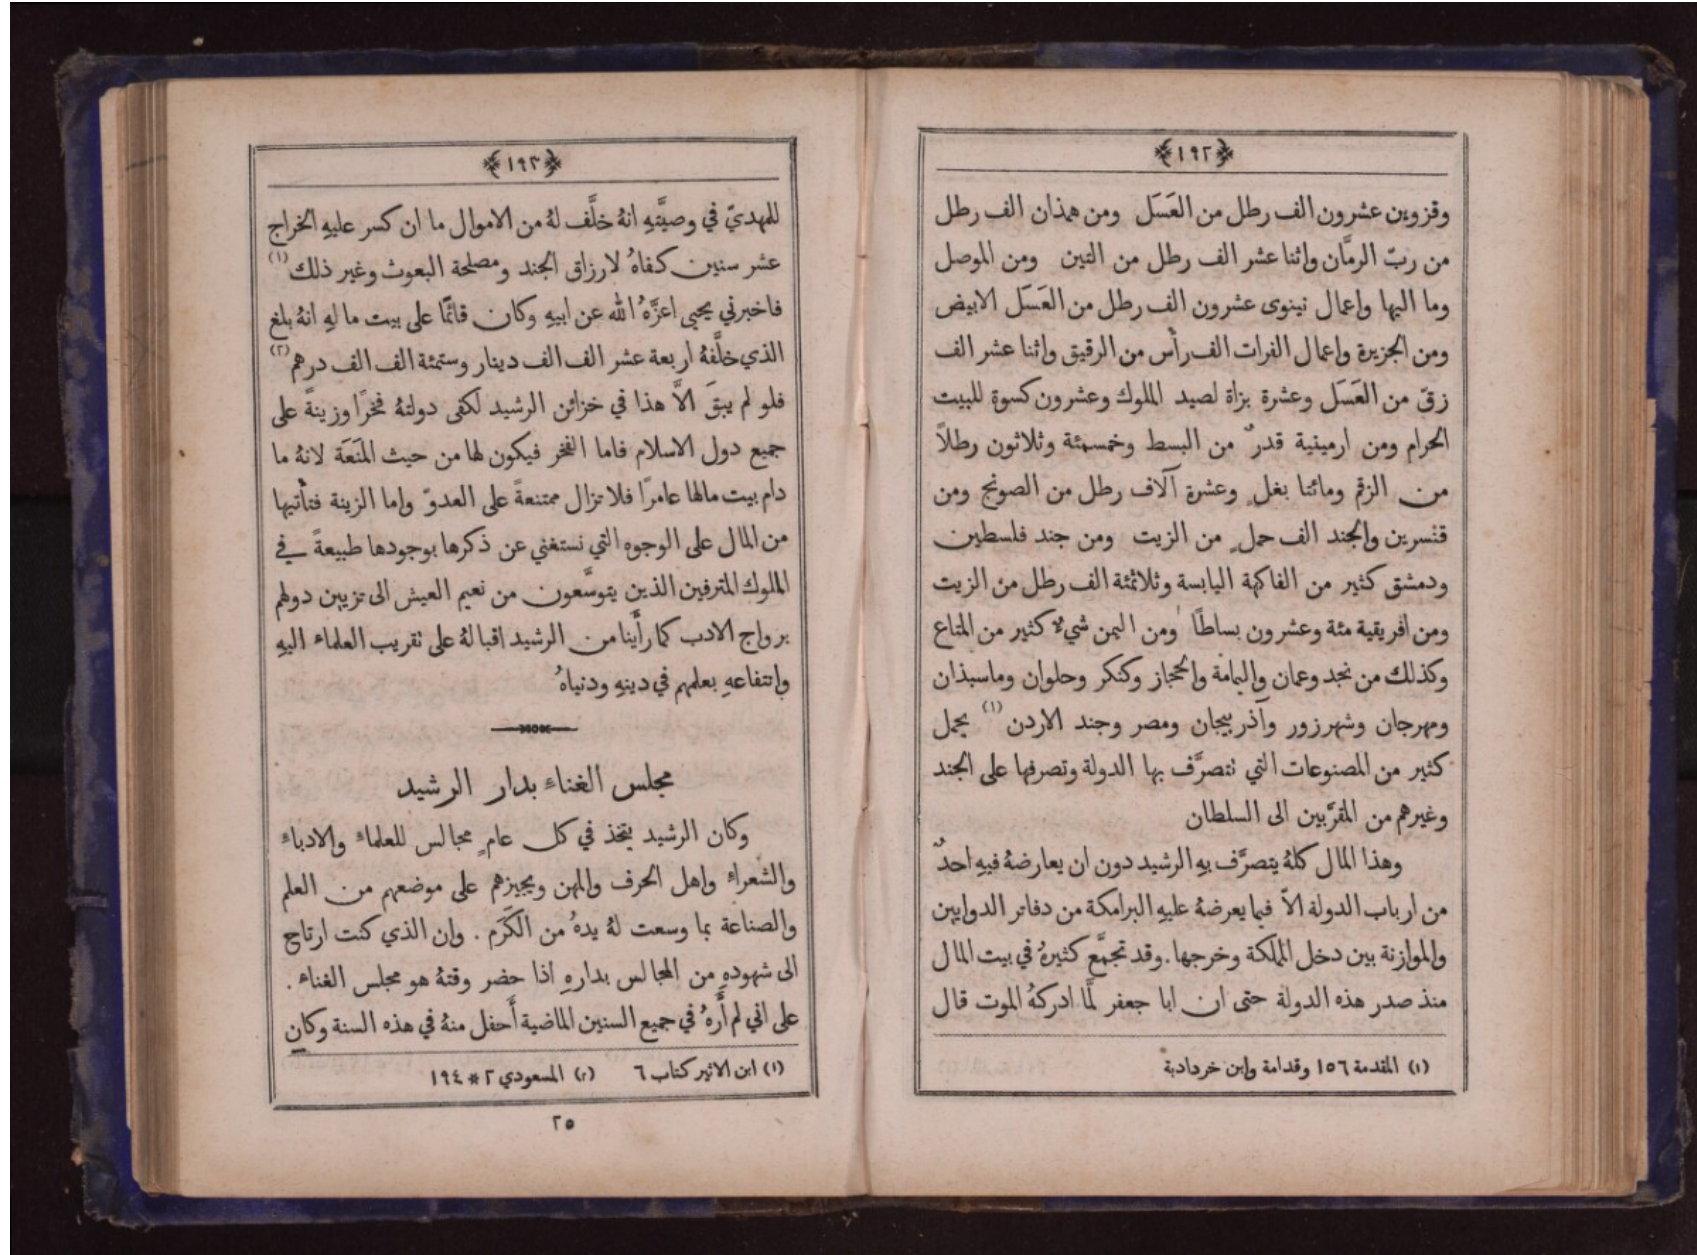 ﴿١٩٢﴾
وقزوين عشرون الف رطل من العَسَل ومن همذان الف رطل
من ربّ الرمَّان واثنا عشر الف رطل من التين ومن الموصل
وما اليها واعمال نينوى عشرون الف رطل من العَسَل الابيض
ومن الجزيرة واعمال الفرات الف رأس من الرقيق واثنا عشر الف
زقّ من العَسَل وعشرة بزاة لصيد الملوك وعشرون كسوة للبيت
الحرام ومن ارمينية قدرٌ من البسط وخمسمئة وثلاثون رطلاً
من الزقم ومائتا بغلٍ وعشرة آلاف رطل من الصونج ومن
قنسرين والجند الف حملٍ من الزيت ومن جند فلسطين
ودمشق كثير من الفاكهة اليابسة وثلاثمئة الف رطل من الزيت
ومن افريقية مئة وعشرون بساطًا ومن اليمن شيءٌ كثير من المتاع
وكذلك من نجد وعمان واليمامة والحجاز وكنكر وحلوان وماسبذان
ومهرجان وشهرزور وآذربيجان ومصر وجند الاردن (١) يحمل
كثير من المصنوعات التي تتصرَّف بها الدولة وتصرفها على الجند
وغيرهم من المقرَّبين الى السلطان
وهذا المال كلهُ يتصرَّف بهِ الرشيد دون ان يعارضهُ فيهِ احدٌ
من ارباب الدولة الاّ فيما يعرضهُ عليهِ البرامكة من دفاتر الدواوين
والموازنة بين دخل المملكة وخرجها. وقد تجمَّع كثيرهُ في بيت المال
منذ صدر هذه الدولة حتى ان ابا جعفر لمَّا ادركهُ الموت قال
(١) المقدمة ١٥٦ وقدامة وابن خردادبة
﴿١٩٣﴾
للمهديّ في وصيَّتهِ انهُ خلَّف لهُ من الاموال ما ان كسر عليهِ الخراج
عشر سنين كفاهُ لارزاق الجند ومصلحة البعوث وغير ذلك (١)
فاخبرني يحيى اعزَّهُ الله عن ابيهِ وكان قائمًا على بيت مالهِ انهُ بلغ
الذي خلَّفهُ اربعة عشر الف الف دينار وستمئة الف الف درهم (٢)
فلو لم يبقَ الاَّ هذا في خزائن الرشيد لكفى دولتهُ فخرًا وزينةً على
جميع دول الاسلام فاما الفخر فيكون لها من حيث المَنَعَة لانهُ ما
دام بيت مالها عامرًا فلا تزال ممتنعةً على العدوّ واما الزينة فتأتيها
من المال على الوجوه التي نستغني عن ذكرها بوجودها طبيعةً في
الملوك المترفين الذين يتوسَّعون من نعيم العيش الى تزيين دولهم
برواج الادب كما رأَينا من الرشيد اقبالهُ على تقريب العلماء اليهِ
وانتفاعهِ بعلمهم في دينهِ ودنياهُ
مجلس الغناء بدار الرشيد
وكان الرشيد يتخذ في كل عامٍ مجالس للعلماء والادباء
والشعراءِ واهل الحرف والمهن ويجيزهم على موضعهم من العلم
والصناعة بما وسعت لهُ يدهُ من الكَرَم . وان الذي كنت ارتاح
الى شهودهِ من المجالس بدارهِ اذا حضر وقتهُ هو مجلس الغناء .
على اني لم أَرَهُ في جميع السنين الماضية أَحفل منهُ في هذه السنة وكان
(١) ابن الاثير كتاب ٦ (٢) المسعودي ٢ * ١٩٤
٢٥